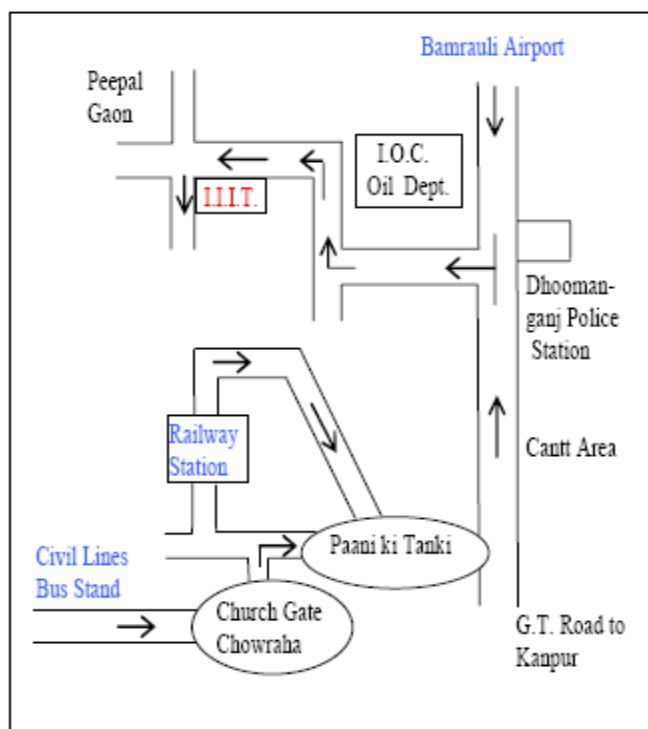 Bamrauli Airport
Peepal
Gaon
I.O.C.
Oil Dept.
I.I.I.T.
Dhooman-
ganj Police
Station
Railway
Station
Cantt Area
Paani ki Tanki
Civil Lines
Bus Stand
Church Gate
Chowraha
G.T. Road to
Kanpur